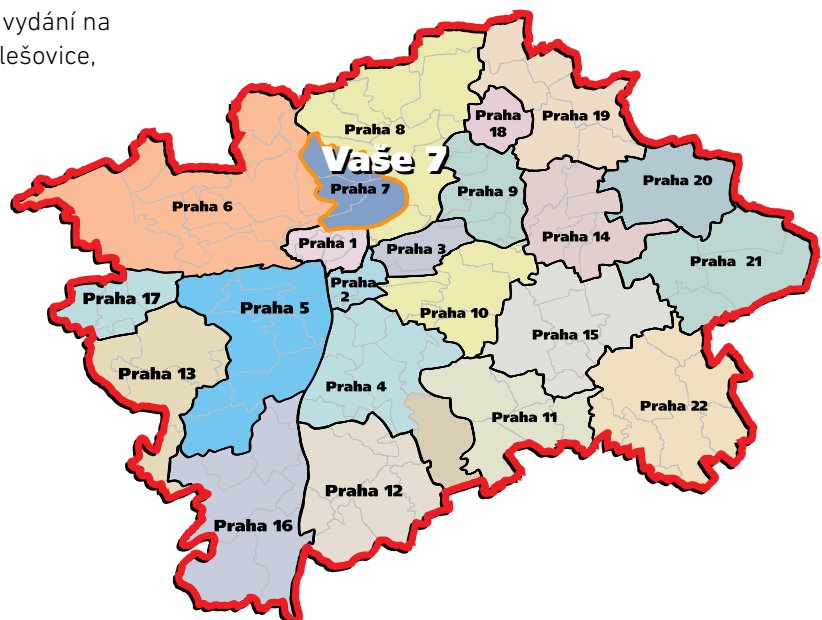 vydání na
lešovice,
Praha 18
Praha 19
Praha 8
Vaše 7
Praha 7
Praha 9
Praha 20
Praha 6
Praha 1
Praha 3
Praha 14
Praha 21
Praha 17
Praha 2
Praha 5
Praha 10
Praha 15
Praha 13
Praha 4
Praha 11
Praha 22
Praha 12
Praha 16